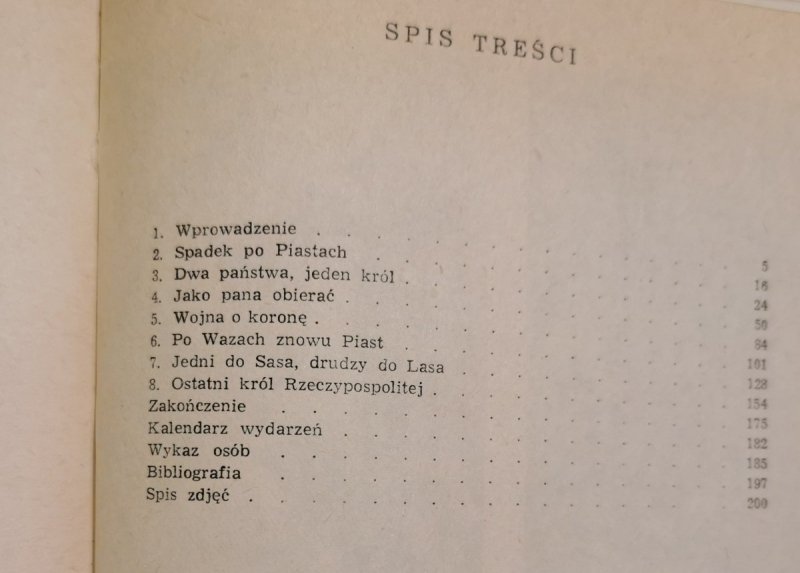 SPIS TREŚCI
1. Wprowadzenie . . . . . . . . . . . 5
2. Spadek po Piastach . . . . . . . . . . 16
3. Dwa państwa, jeden król . . . . . . . . . 24
4. Jako pana obierać . . . . . . . . . . 50
5. Wojna o koronę . . . . . . . . . . . 84
6. Po Wazach znowu Piast . . . . . . . . . 101
7. Jedni do Sasa, drudzy do Lasa . . . . . . . 128
8. Ostatni król Rzeczypospolitej . . . . . . . . 154
Zakończenie . . . . . . . . . . . 175
Kalendarz wydarzeń . . . . . . . . . . 182
Wykaz osób . . . . . . . . . . . 185
Bibliografia . . . . . . . . . . . 197
Spis zdjęć . . . . . . . . . . . . 200